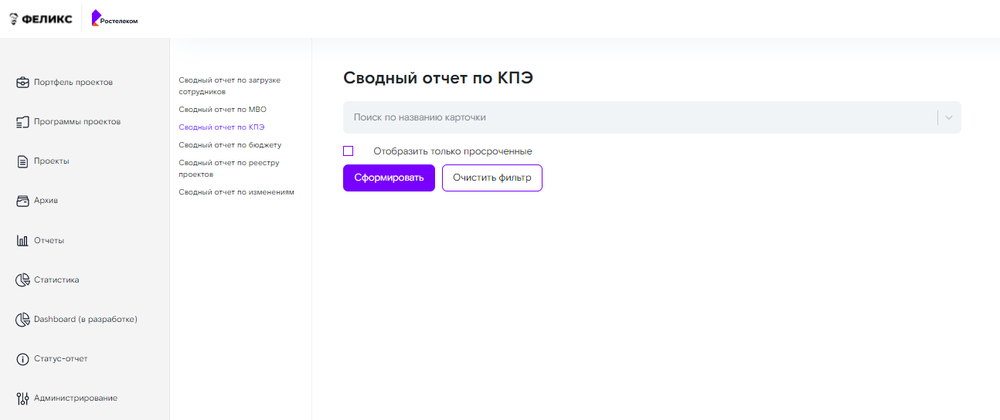 ФЕЛИКС
Ростелеком
Портфель проектов
Программы проектов
Проекты
Архив
Отчеты
Статистика
Dashboard (в разработке)
Статус-отчет
Администрирование
Сводный отчет по загрузке
сотрудников
Сводный отчет по МВО
Сводный отчет по КПЭ
Сводный отчет по бюджету
Сводный отчет по реестру
проектов
Сводный отчет по изменениям
Сводный отчет по КПЭ
Поиск по названию карточки
Отобразить только просроченные
Сформировать
Очистить фильтр